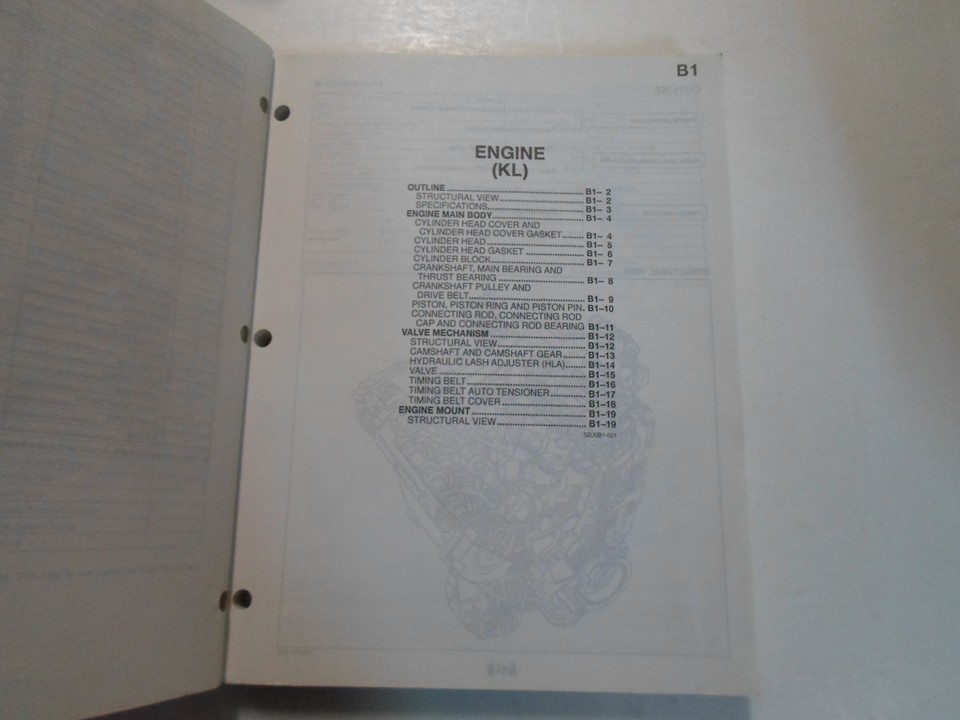 B1
ENGINE
(KL)
OUTLINE ........ B1– 2
STRUCTURAL VIEW ........ B1– 2
SPECIFICATIONS ........ B1– 3
ENGINE MAIN BODY ........ B1– 4
CYLINDER HEAD COVER AND
CYLINDER HEAD COVER GASKET ........ B1– 4
CYLINDER HEAD ........ B1– 5
CYLINDER HEAD GASKET ........ B1– 6
CYLINDER BLOCK ........ B1– 7
CRANKSHAFT, MAIN BEARING AND
THRUST BEARING ........ B1– 8
CRANKSHAFT PULLEY AND
DRIVE BELT ........ B1– 9
PISTON, PISTON RING AND PISTON PIN. B1–10
CONNECTING ROD, CONNECTING ROD
CAP AND CONNECTING ROD BEARING B1–11
VALVE MECHANISM ........ B1–12
STRUCTURAL VIEW ........ B1–12
CAMSHAFT AND CAMSHAFT GEAR ........ B1–13
HYDRAULIC LASH ADJUSTER (HLA) ........ B1–14
VALVE ........ B1–15
TIMING BELT ........ B1–16
TIMING BELT AUTO TENSIONER ........ B1–17
TIMING BELT COVER ........ B1–18
ENGINE MOUNT ........ B1–19
STRUCTURAL VIEW ........ B1–19